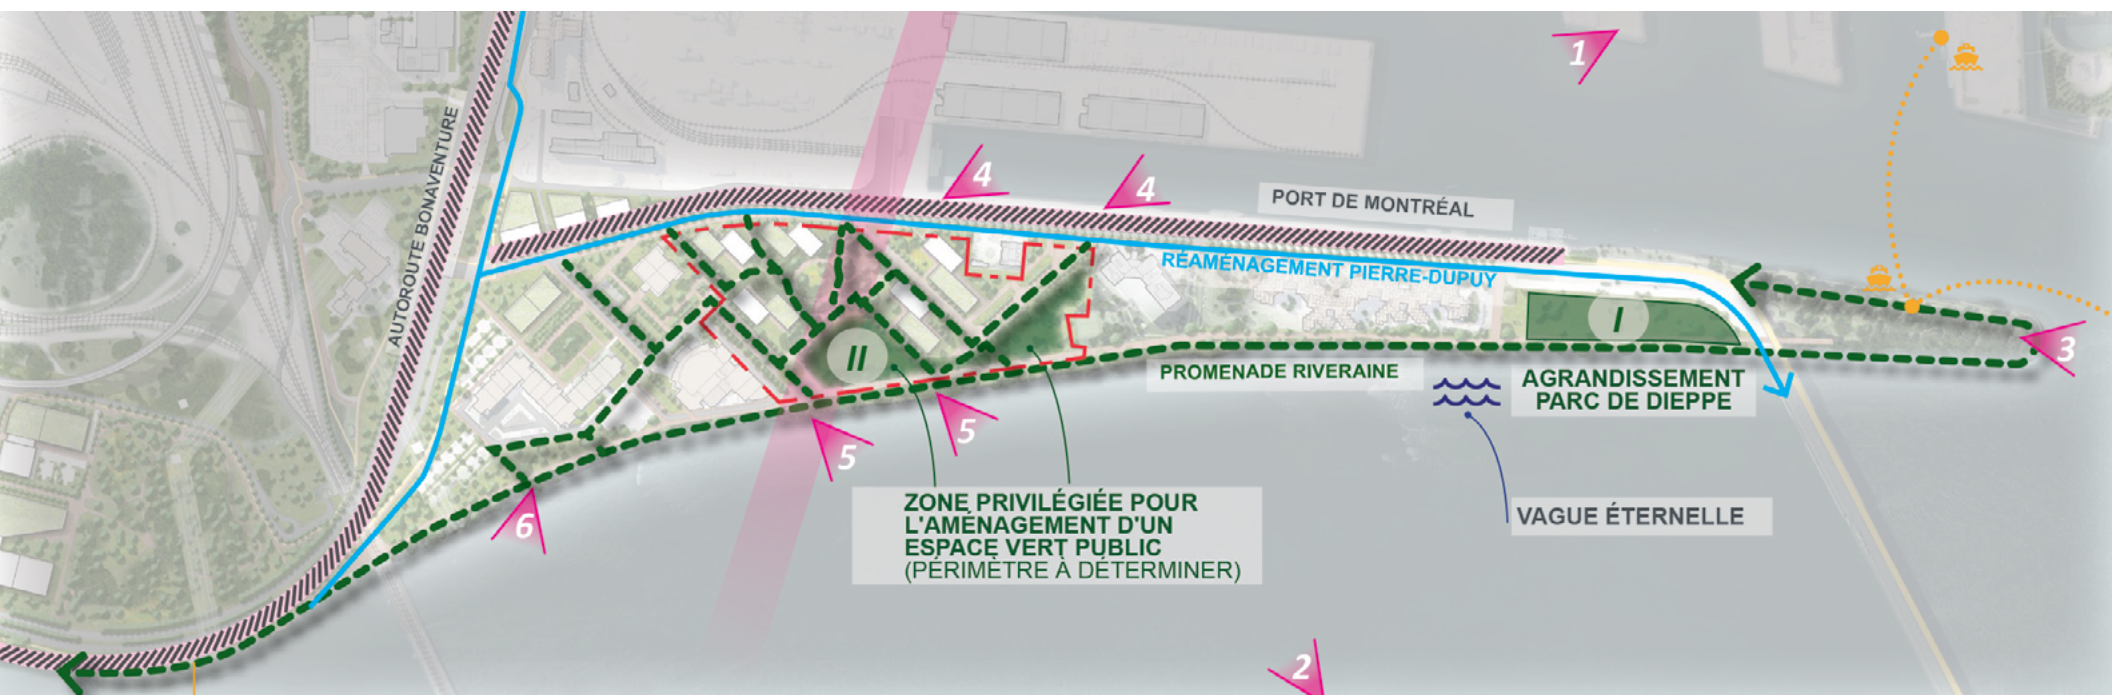 1
AUTOROUTE BONAVENTURE
4
4
PORT DE MONTRÉAL
RÉAMÉNAGEMENT PIERRE-DUPUY
I
II
3
PROMENADE RIVERAINE
AGRANDISSEMENT
PARC DE DIEPPE
5
5
6
ZONE PRIVILÉGIÉE POUR
L'AMÉNAGEMENT D'UN
ESPACE VERT PUBLIC
(PÉRIMÈTRE À DÉTERMINER)
VAGUE ÉTERNELLE
2